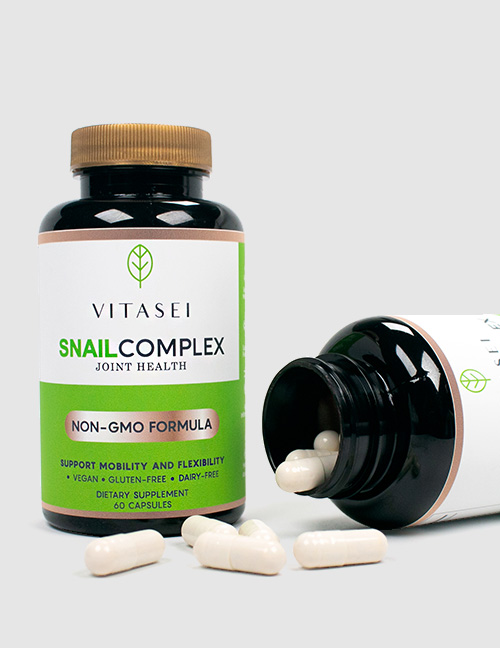 VITASEI
SNAILCOMPLEX
JOINT HEALTH
NON-GMO FORMULA
SUPPORT MOBILITY AND FLEXIBILITY
• VEGAN • GLUTEN-FREE • DAIRY-FREE
DIETARY SUPPLEMENT
60 CAPSULES